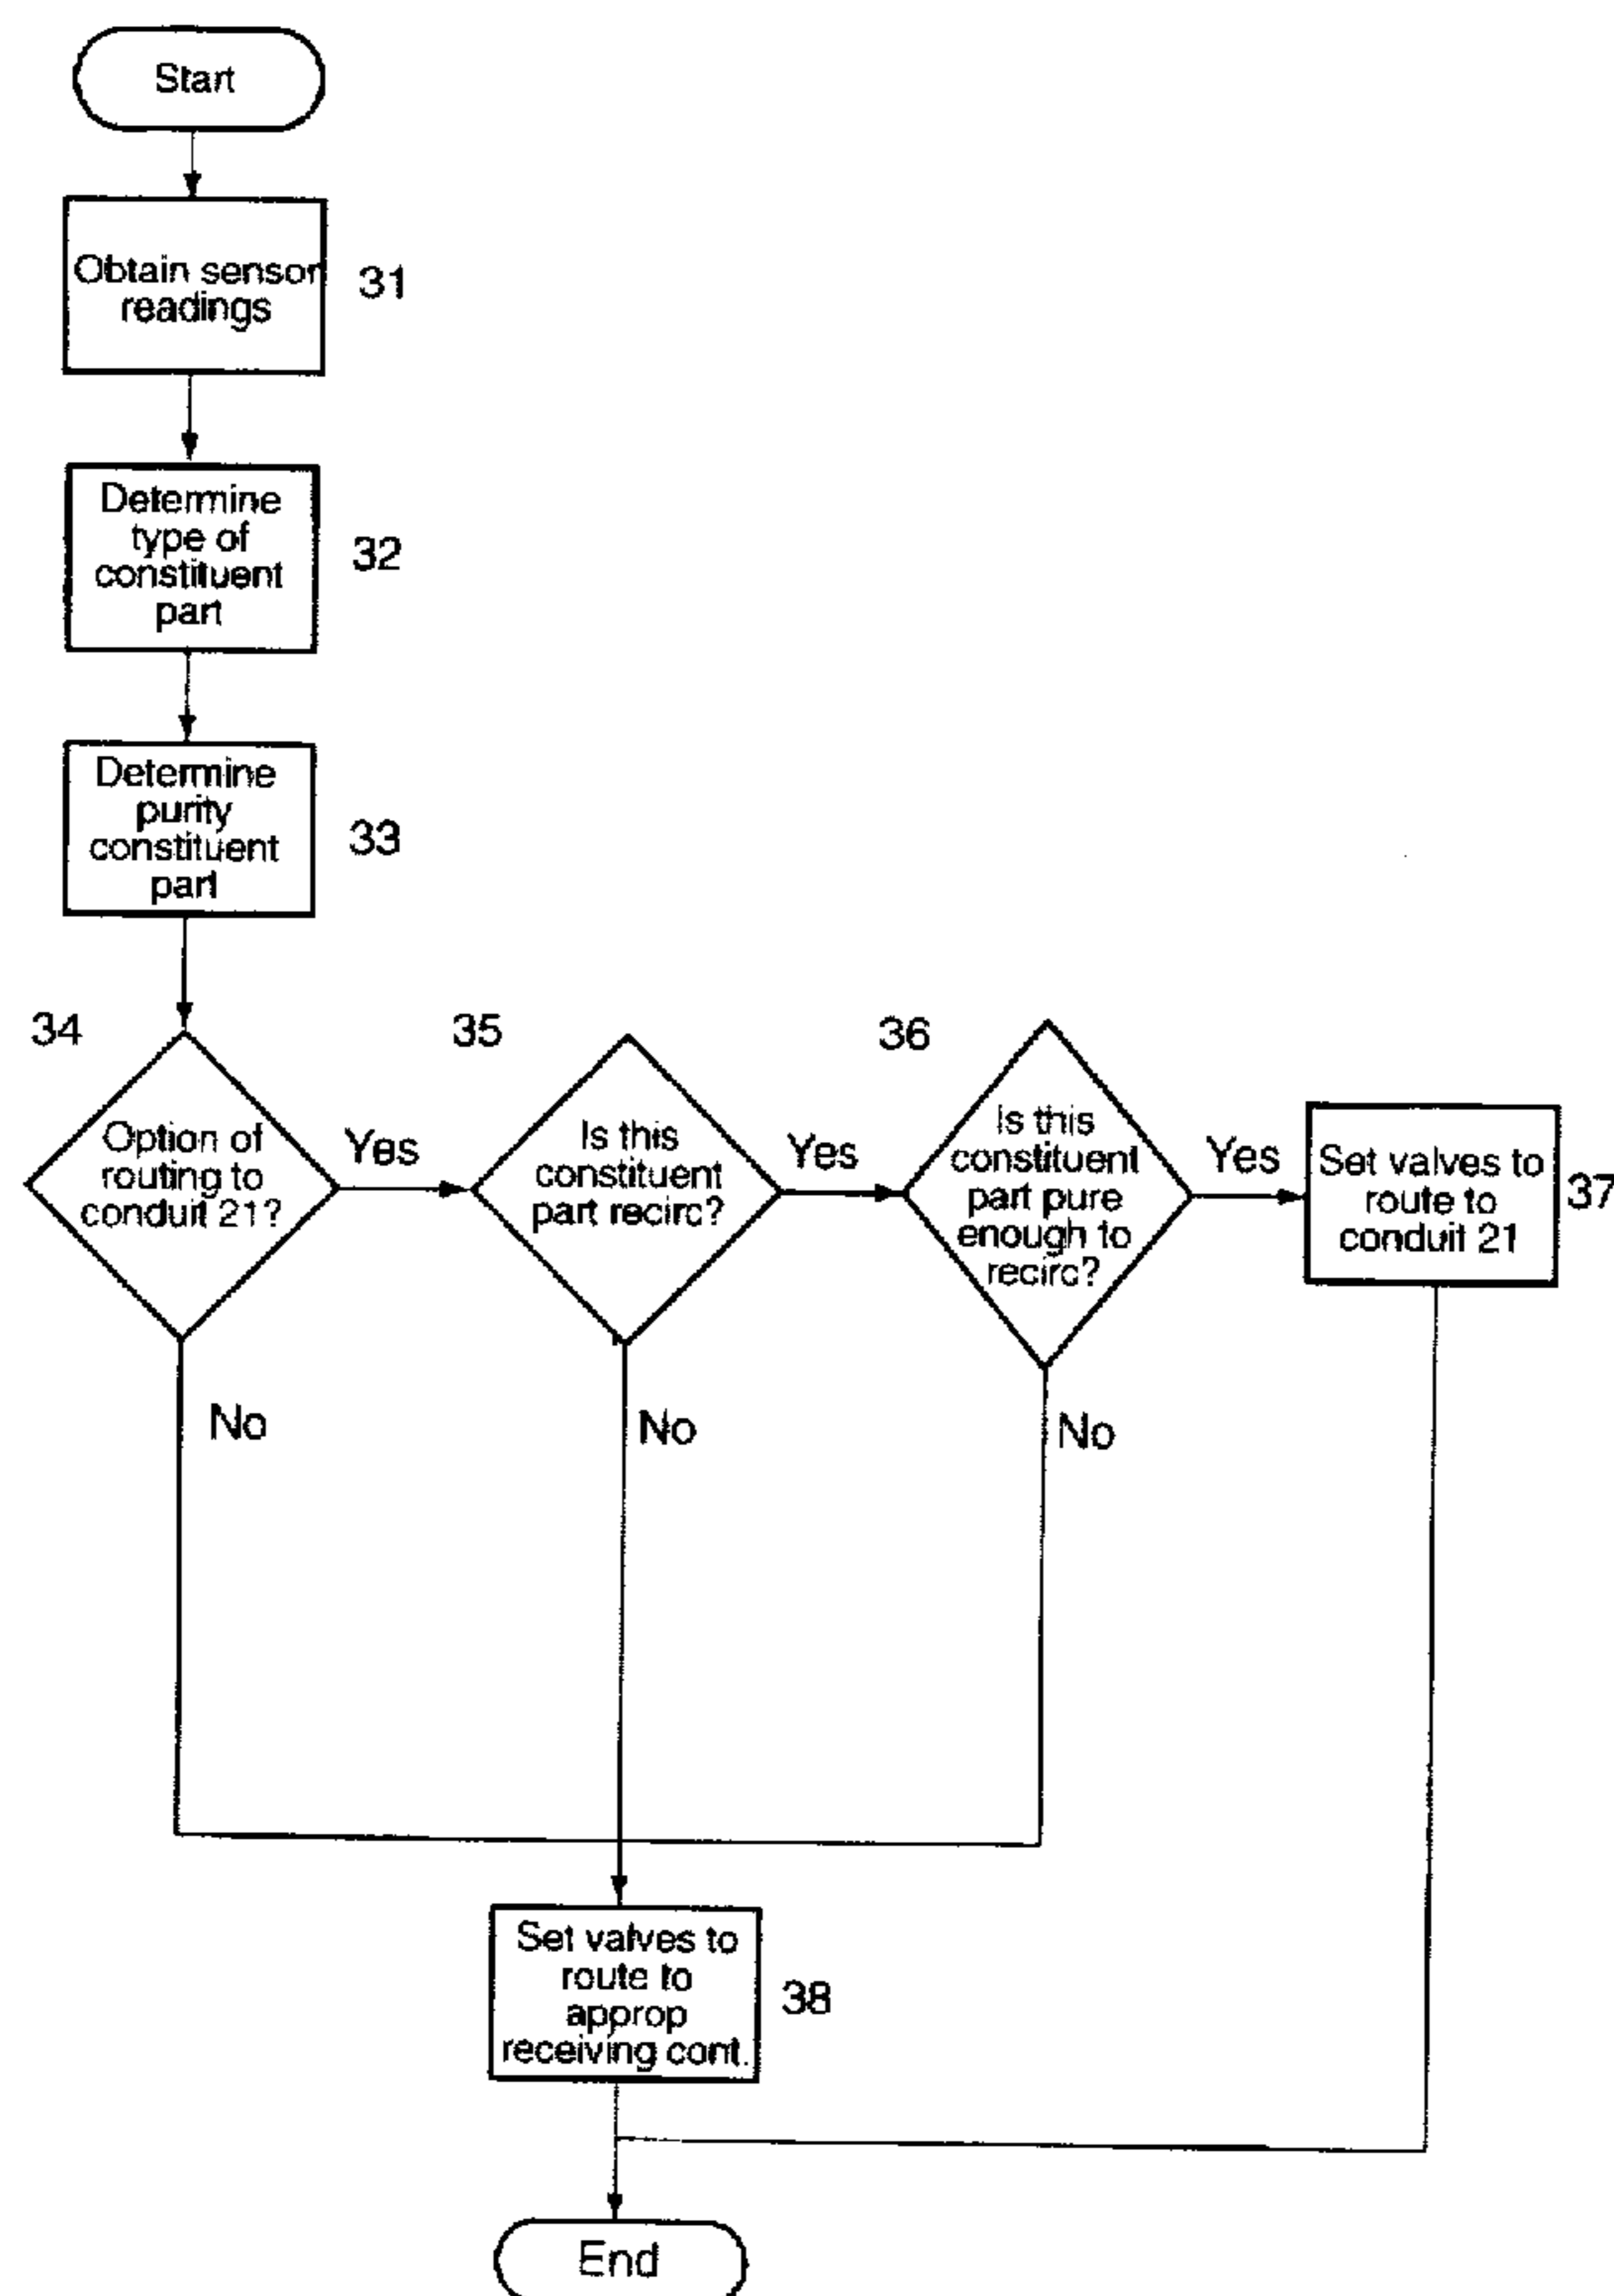 Start
Obtain sensor
readings
31
Determine
type of
constituent
part
32
Determine
purity
constituent
part
33
34
Option of
routing to
conduit 21?
Yes
No
35
Is this
constituent
part recirc?
Yes
No
36
Is this
constituent
part pure
enough to
recirc?
Yes
No
Set valves to
route to
conduit 21
37
Set valves to
route to
approp
receiving cont.
38
End